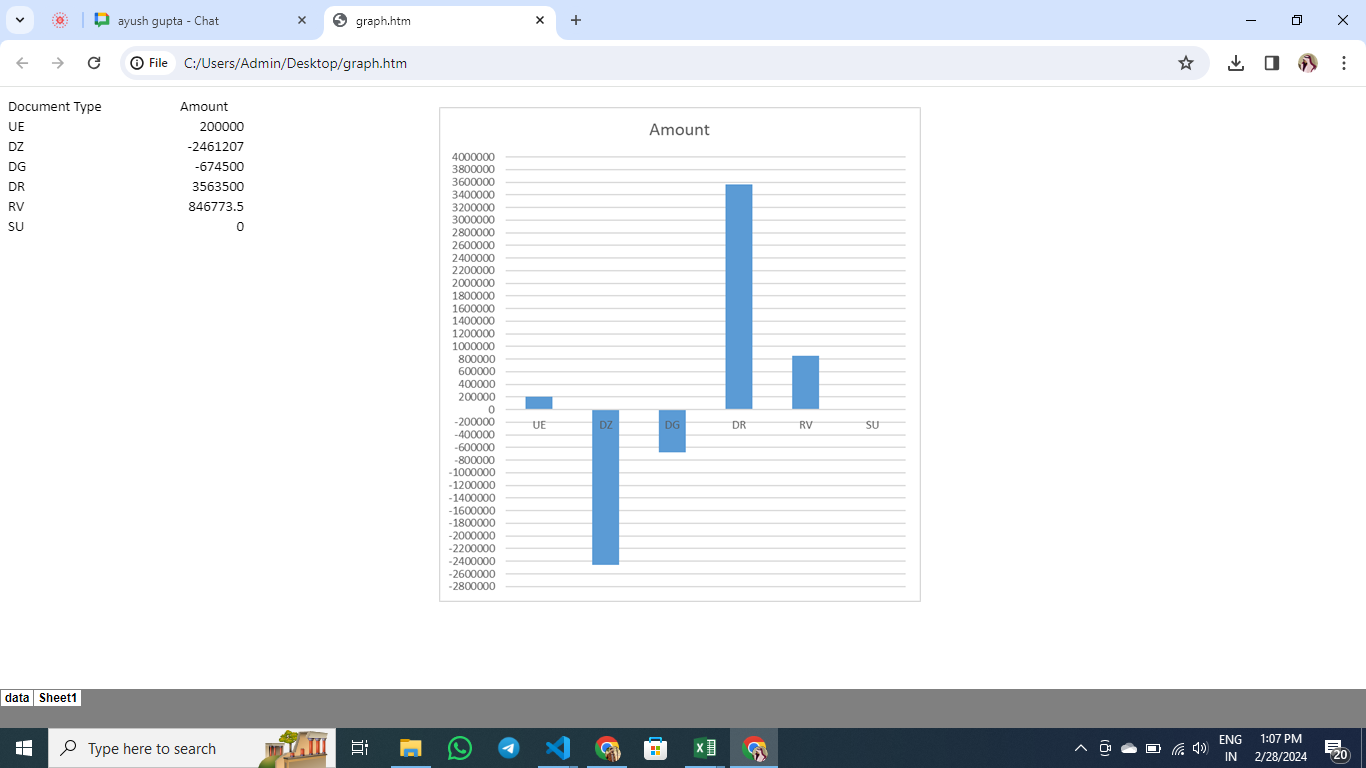 ayush gupta - Chat
graph.htm
File
C:/Users/Admin/Desktop/graph.htm
Document Type Amount
UE 200000
DZ -2461207
DG -674500
DR 3563500
RV 846773.5
SU 0
Amount
4000000
3800000
3600000
3400000
3200000
3000000
2800000
2600000
2400000
2200000
2000000
1800000
1600000
1400000
1200000
1000000
800000
600000
400000
200000
0
-200000
-400000
-600000
-800000
-1000000
-1200000
-1400000
-1600000
-1800000
-2000000
-2200000
-2400000
-2600000
-2800000
UE DZ DG DR RV SU
data Sheet1
Type here to search
ENG
IN
1:07 PM
2/28/2024
20